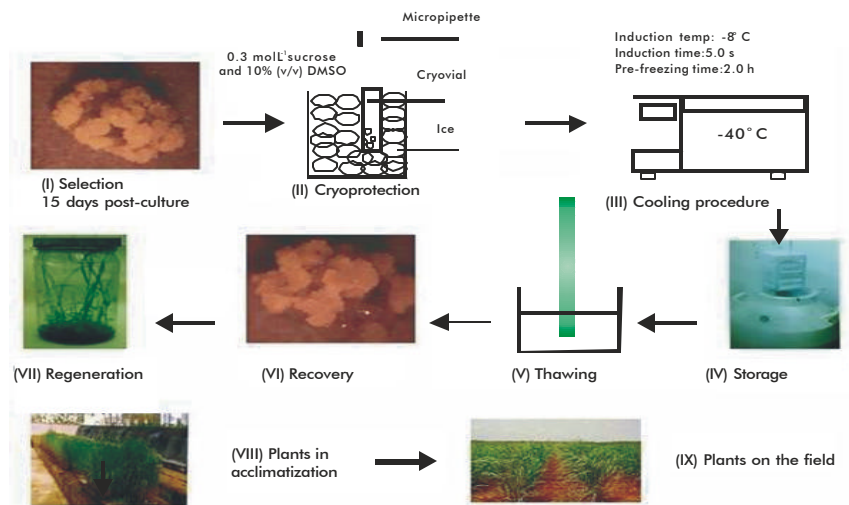 Micropipette
0.3 molL⁻¹sucrose
and 10% (v/v) DMSO
Cryovial
Ice
Induction temp: -8° C
Induction time:5.0 s
Pre-freezing time:2.0 h
-40°C
(I) Selection
15 days post-culture
(II) Cryoprotection
(III) Cooling procedure
(VII) Regeneration
(VI) Recovery
(V) Thawing
(IV) Storage
(VIII) Plants in
acclimatization
(IX) Plants on the field